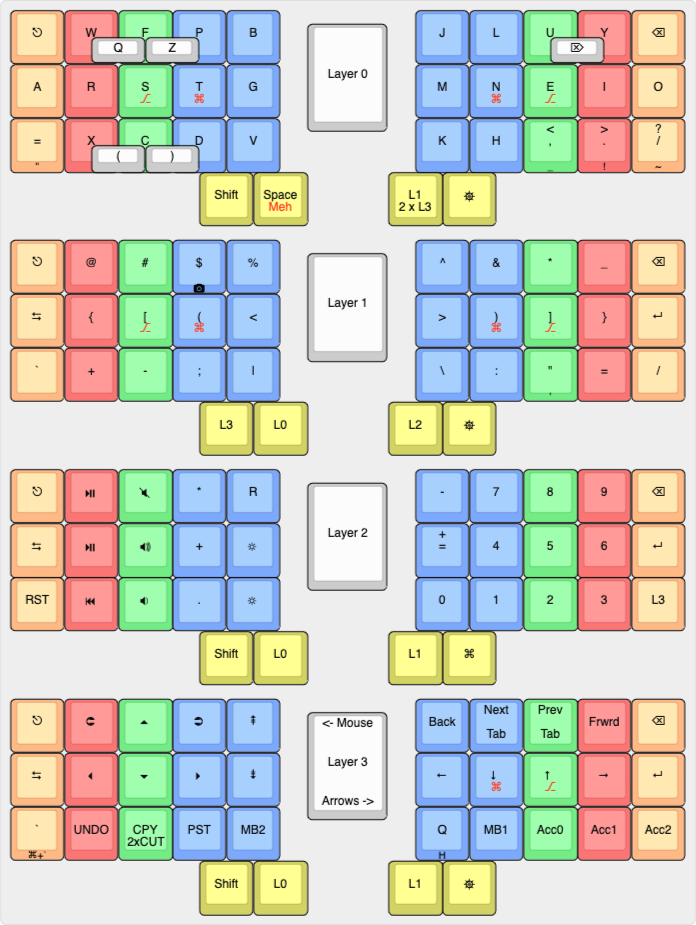 ⎋ W F P B J L U Y ⌫
Q Z ⌦
Layer 0
A R S T G M N E I O
⌥ ⌘ ⌘ ⌥
= X C D V K H < > ?
, . /
" ( ) _ ! ~
Shift Space L1 ⎈
Meh 2 x L3
⎋ @ # $ % ^ & * _ ⌫
Layer 1
⇆ { [ ( < > ) ] } ↵
⌥ ⌘ ⌘ ⌥
` + - ; | \ : " = /
,
L3 L0 L2 ⎈
⎋ * R - 7 8 9 ⌫
Layer 2
⇆ + + 4 5 6 ↵
=
RST . 0 1 2 3 L3
Shift L0 L1 ⌘
⎋ Back Next Prev Frwrd ⌫
Tab Tab
<- Mouse
Layer 3
Arrows ->
⇆ ← ↓ ↑ → ↵
⌘ ⌥
` UNDO CPY PST MB2 Q MB1 Acc0 Acc1 Acc2
2xCUT
⌘+` H
Shift L0 L1 ⎈